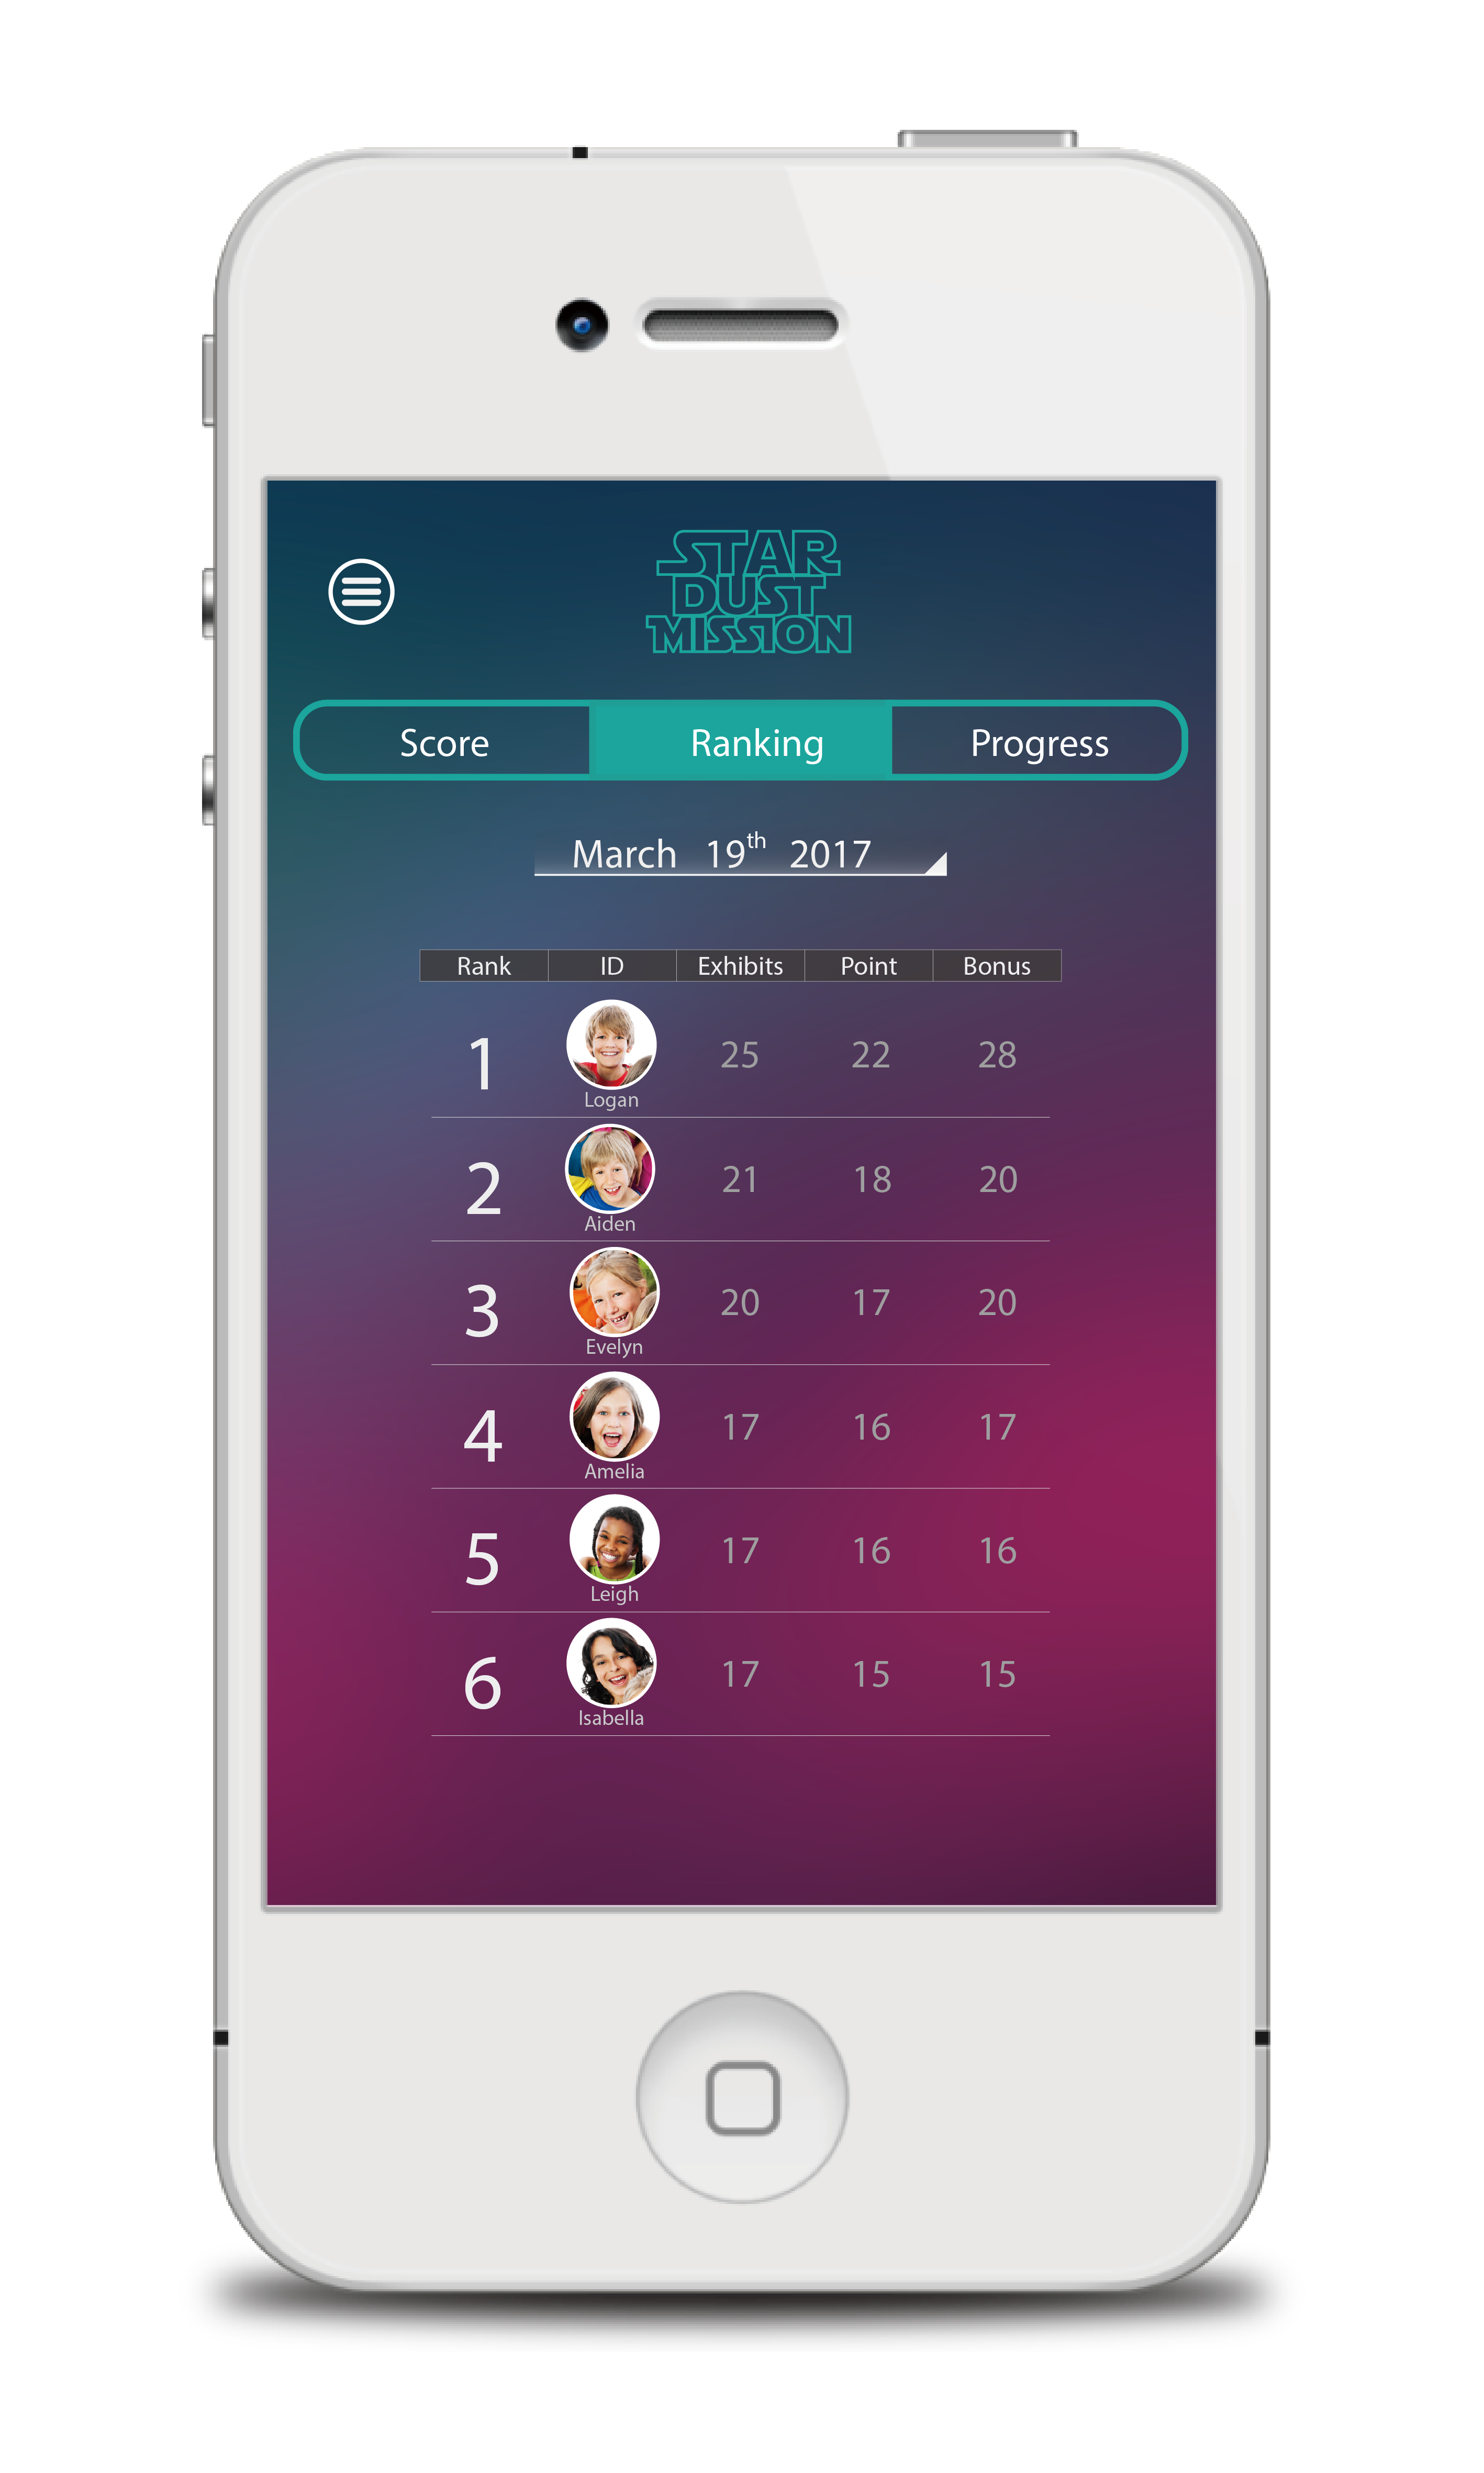 STAR
DUST
MISSION
Score Ranking Progress
March 19th 2017
Rank ID Exhibits Point Bonus
1 25 22 28
Logan
2 21 18 20
Aiden
3 20 17 20
Evelyn
4 17 16 17
Amelia
5 17 16 16
Leigh
6 17 15 15
Isabella